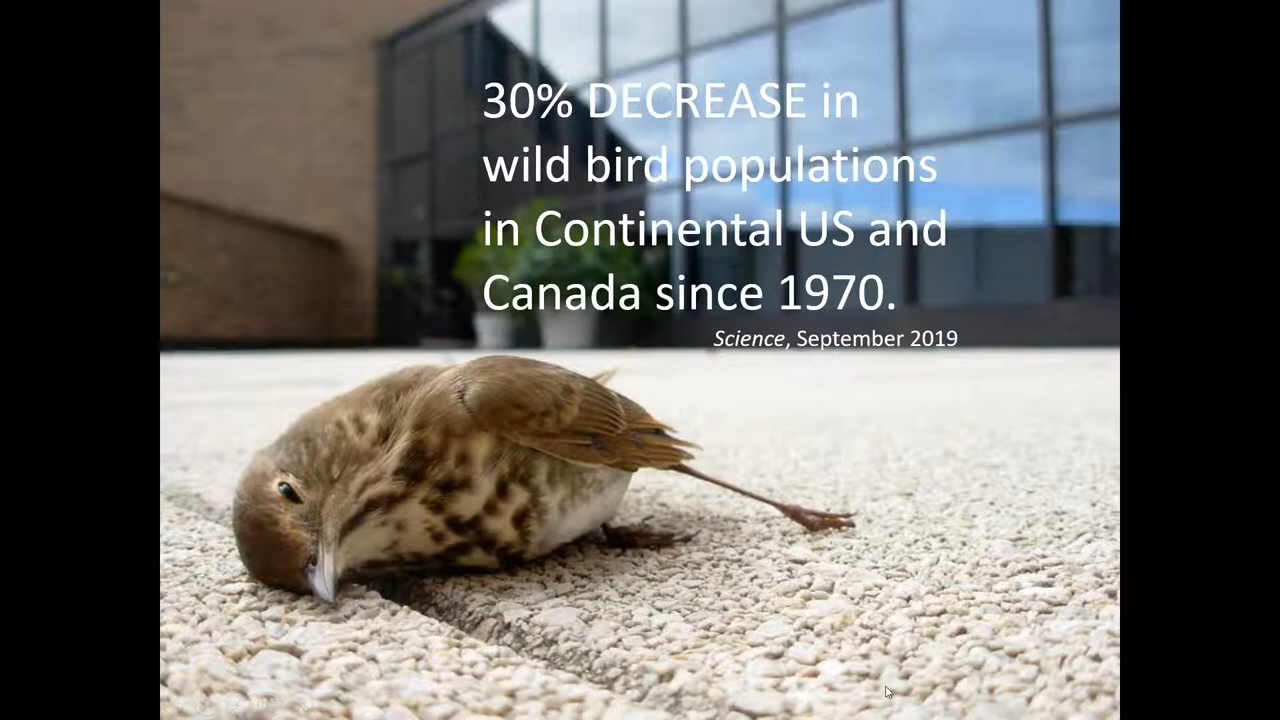 30% DECREASE in
wild bird populations
in Continental US and
Canada since 1970.
Science, September 2019